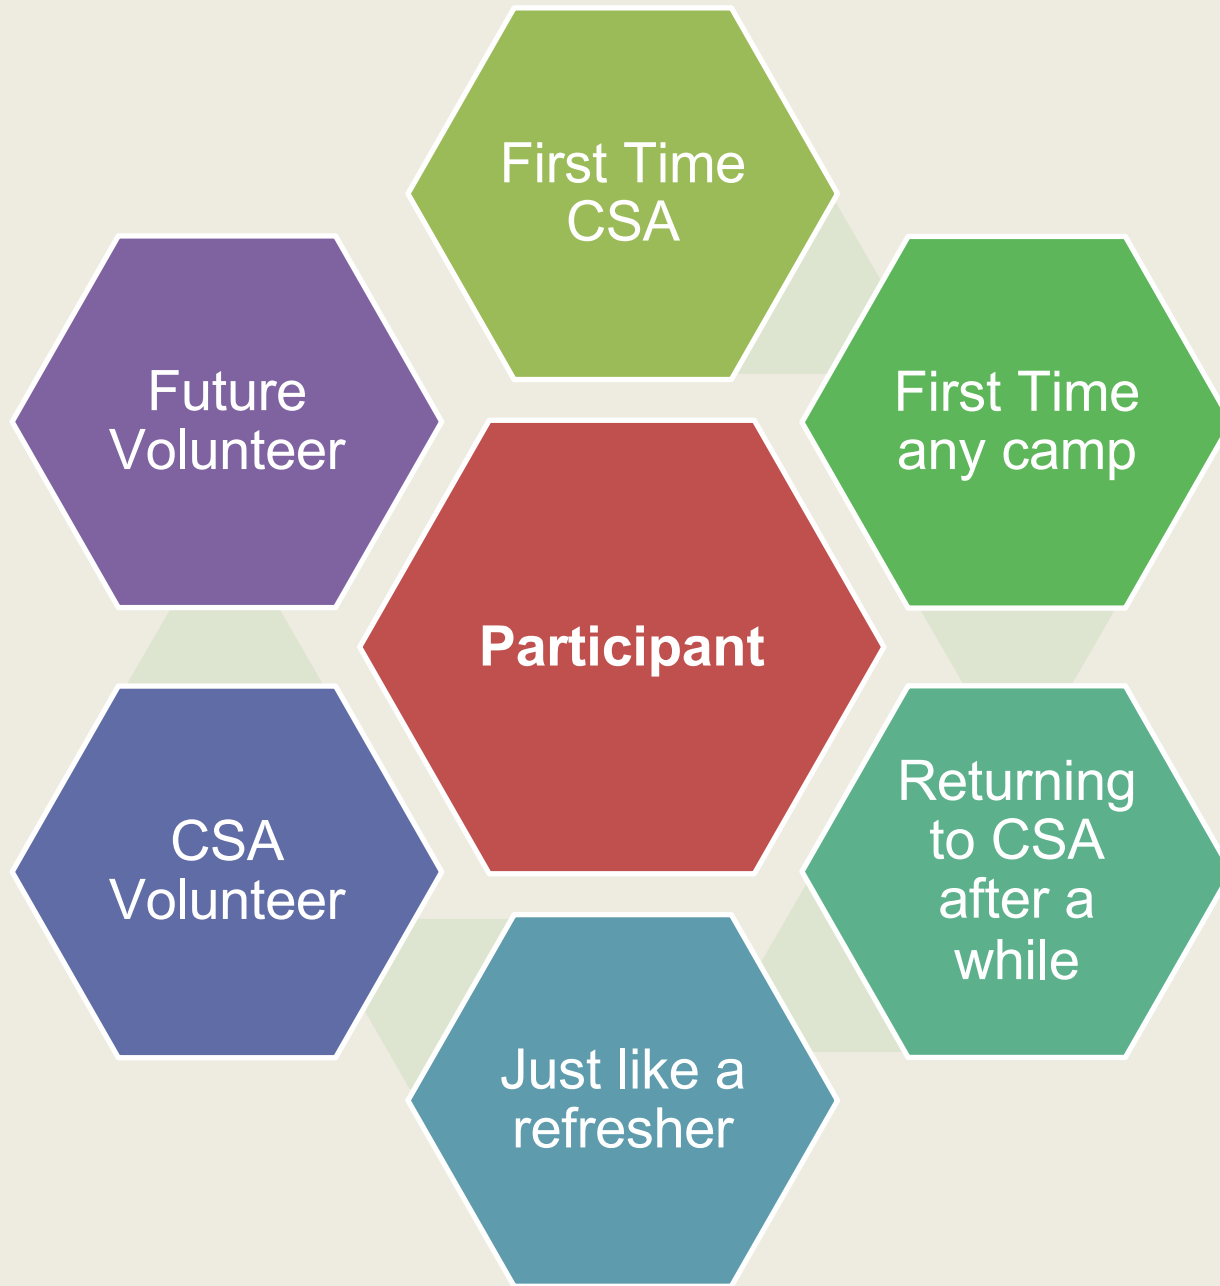 First Time
CSA
First Time
any camp
Returning
to CSA
after a
while
Just like a
refresher
CSA
Volunteer
Future
Volunteer
Participant